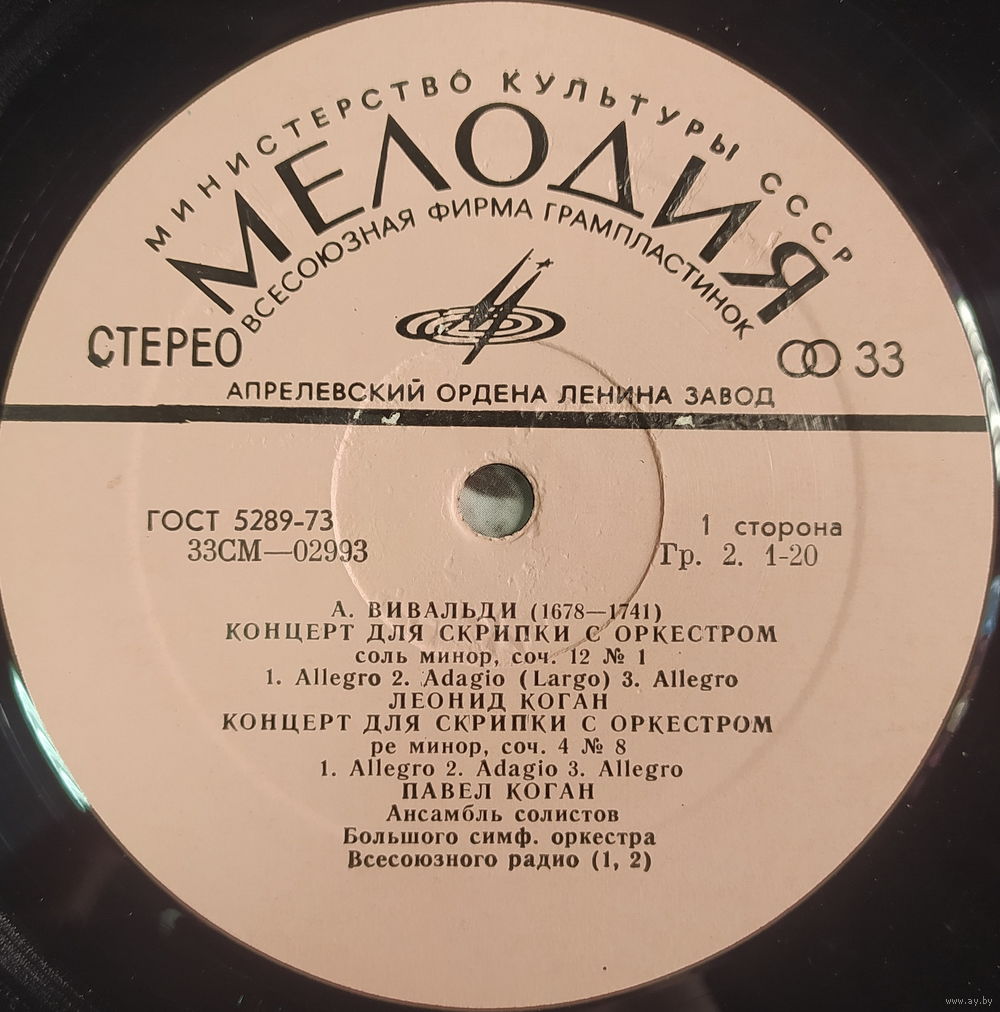 МИНИСТЕРСТВО КУЛЬТУРЫ СССР
МЕЛОДИЯ
ВСЕСОЮЗНАЯ ФИРМА ГРАМПЛАСТИНОК
СТЕРЕО 33
АПРЕЛЕВСКИЙ ОРДЕНА ЛЕНИНА ЗАВОД
ГОСТ 5289-73 1 сторона
33СМ—02993 Гр. 2. 1-20
А. ВИВАЛЬДИ (1678—1741)
КОНЦЕРТ ДЛЯ СКРИПКИ С ОРКЕСТРОМ
соль минор, соч. 12 № 1
1. Allegro 2. Adagio (Largo) 3. Allegro
ЛЕОНИД КОГАН
КОНЦЕРТ ДЛЯ СКРИПКИ С ОРКЕСТРОМ
ре минор, соч. 4 № 8
1. Allegro 2. Adagio 3. Allegro
ПАВЕЛ КОГАН
Ансамбль солистов
Большого симф. оркестра
Всесоюзного радио (1, 2)
www.ay.by